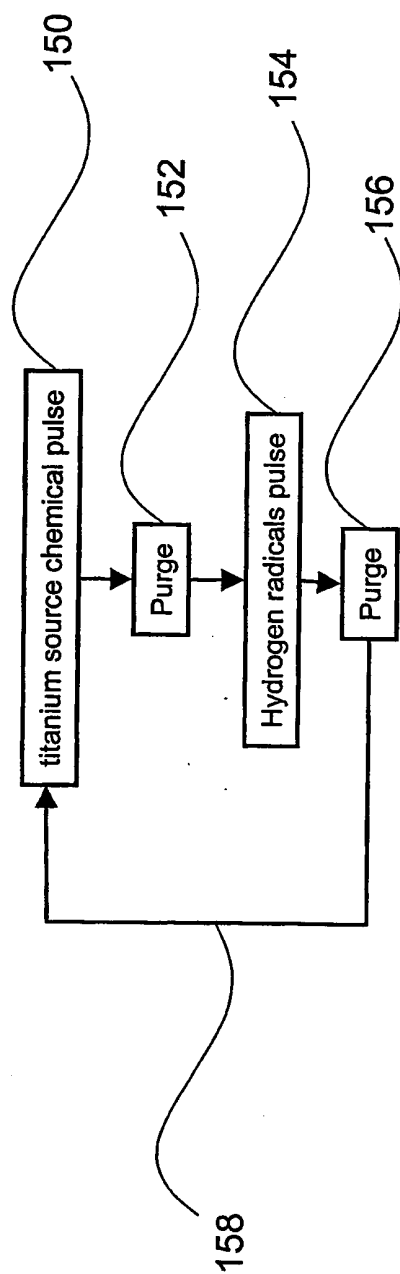 titanium source chemical pulse
150
Purge
152
Hydrogen radicals pulse
154
Purge
156
158